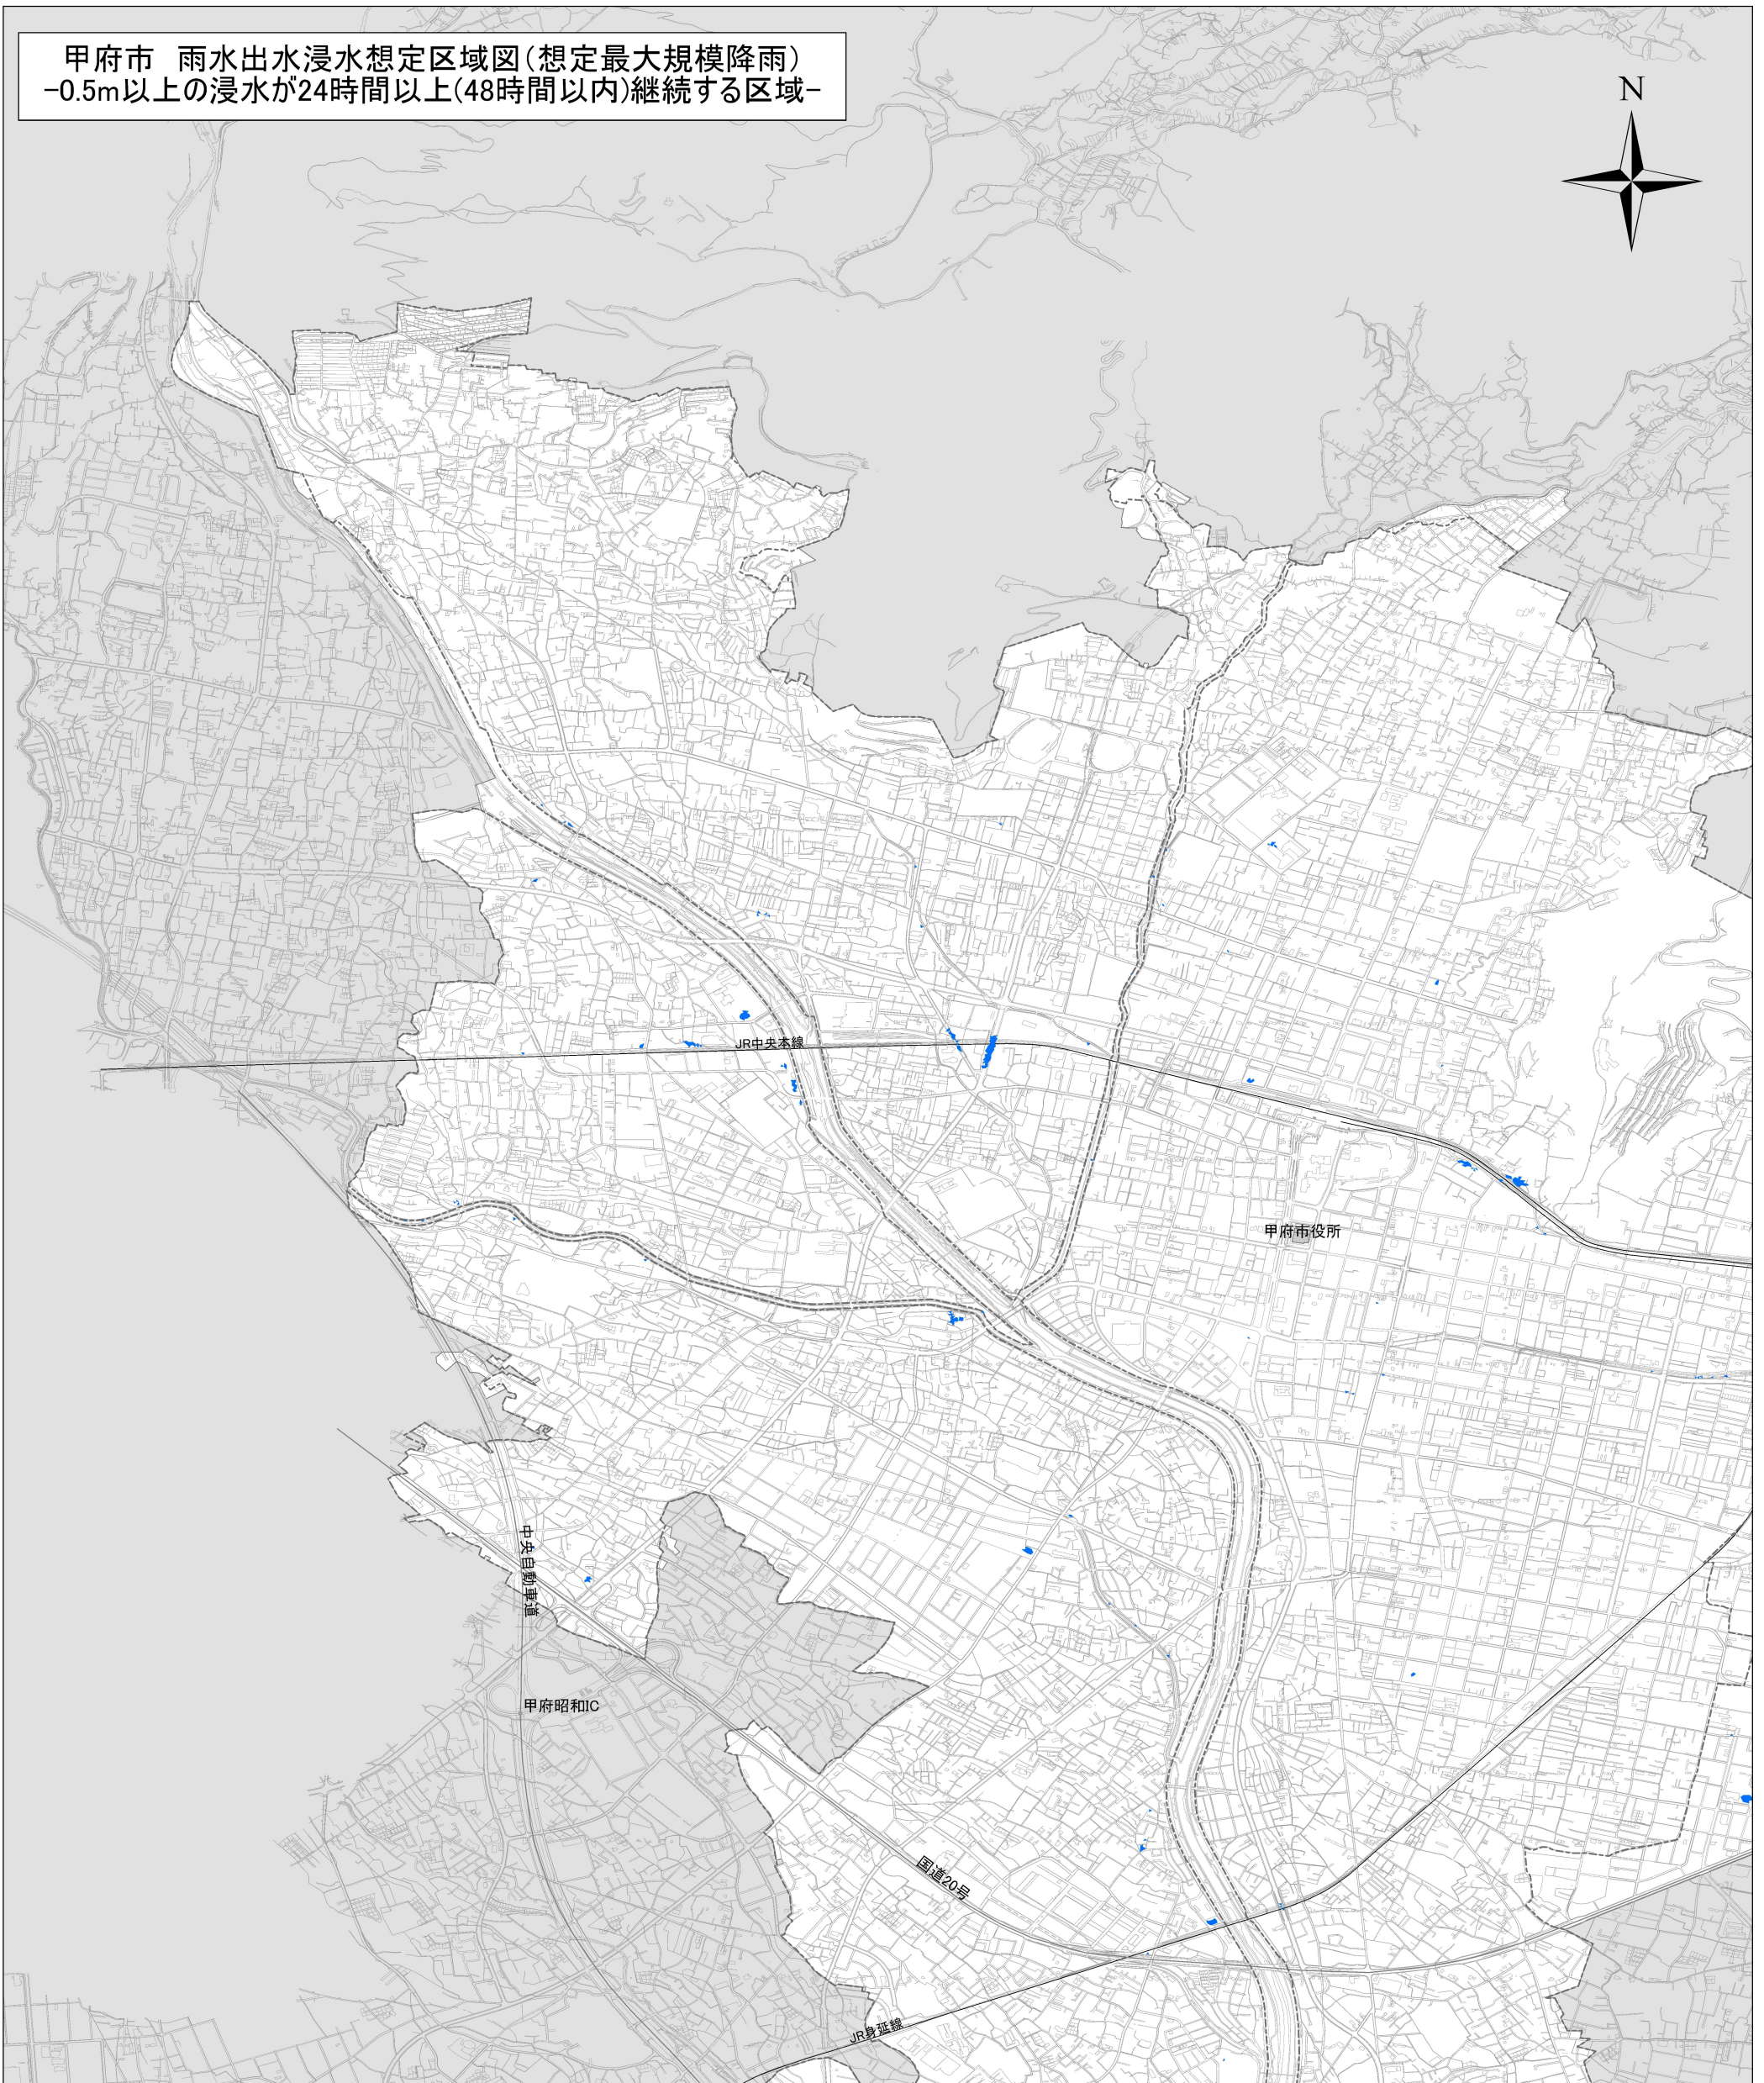 甲府市　雨水出水浸水想定区域図(想定最大規模降雨)
-0.5m以上の浸水が24時間以上(48時間以内)継続する区域-
N
JR中央本線
甲府市役所
中央自動車道
甲府昭和IC
国道20号
JR身延線